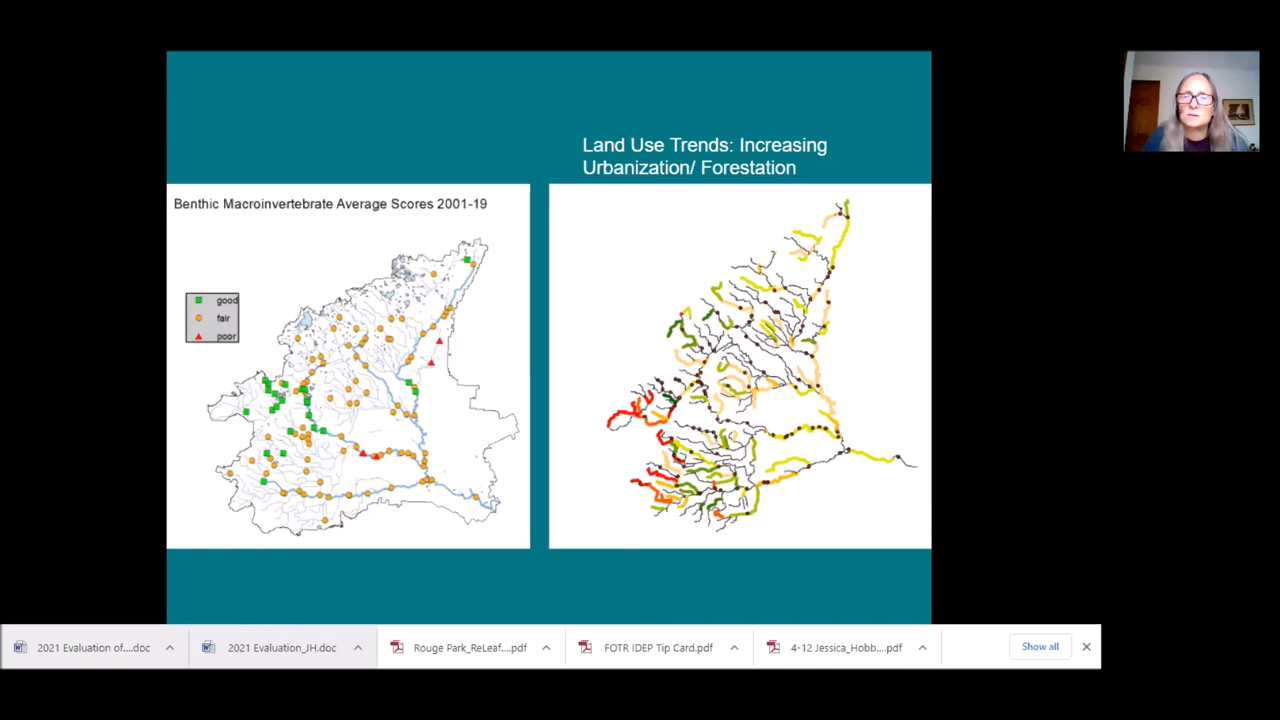 Land Use Trends: Increasing
Urbanization/ Forestation
Benthic Macroinvertebrate Average Scores 2001-19
good
fair
poor
2021 Evaluation of....doc
2021 Evaluation_JH.doc
Rouge Park_ReLeaf....pdf
FOTR IDEP Tip Card.pdf
4-12 Jessica_Hobb....pdf
Show all